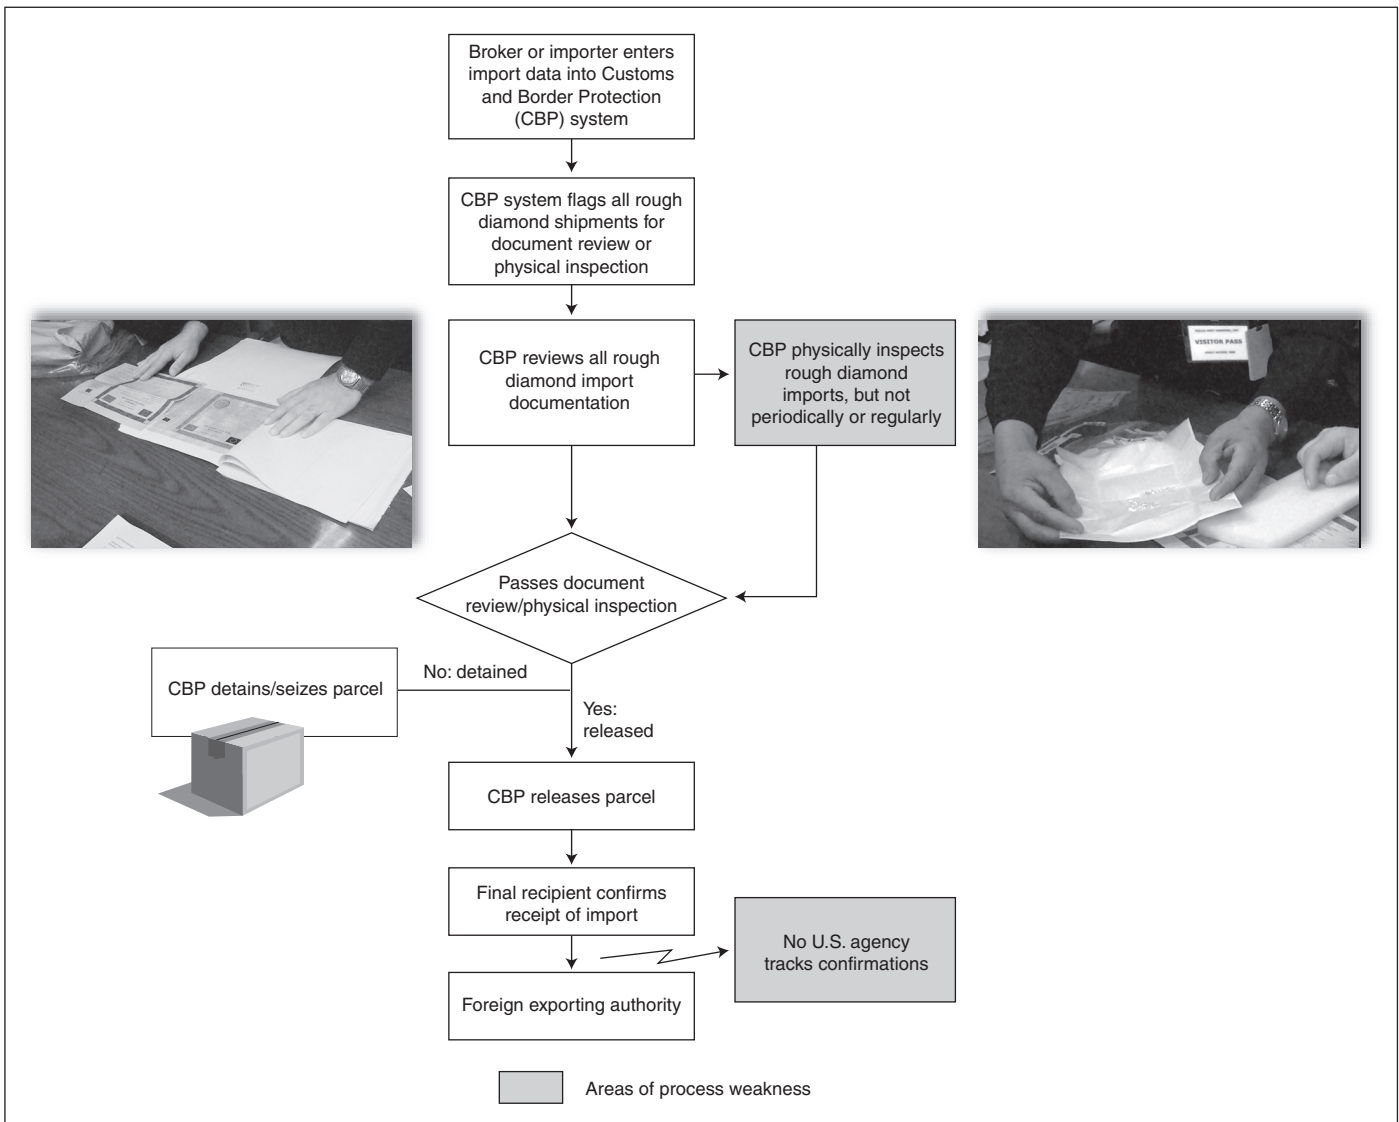 Broker or importer enters
import data into Customs
and Border Protection
(CBP) system
CBP system flags all rough
diamond shipments for
document review or
physical inspection
CBP reviews all rough
diamond import
documentation
CBP physically inspects
rough diamond
imports, but not
periodically or regularly
VISITOR PASS
Passes document
review/physical inspection
No: detained
CBP detains/seizes parcel
Yes:
released
CBP releases parcel
Final recipient confirms
receipt of import
No U.S. agency
tracks confirmations
Foreign exporting authority
Areas of process weakness